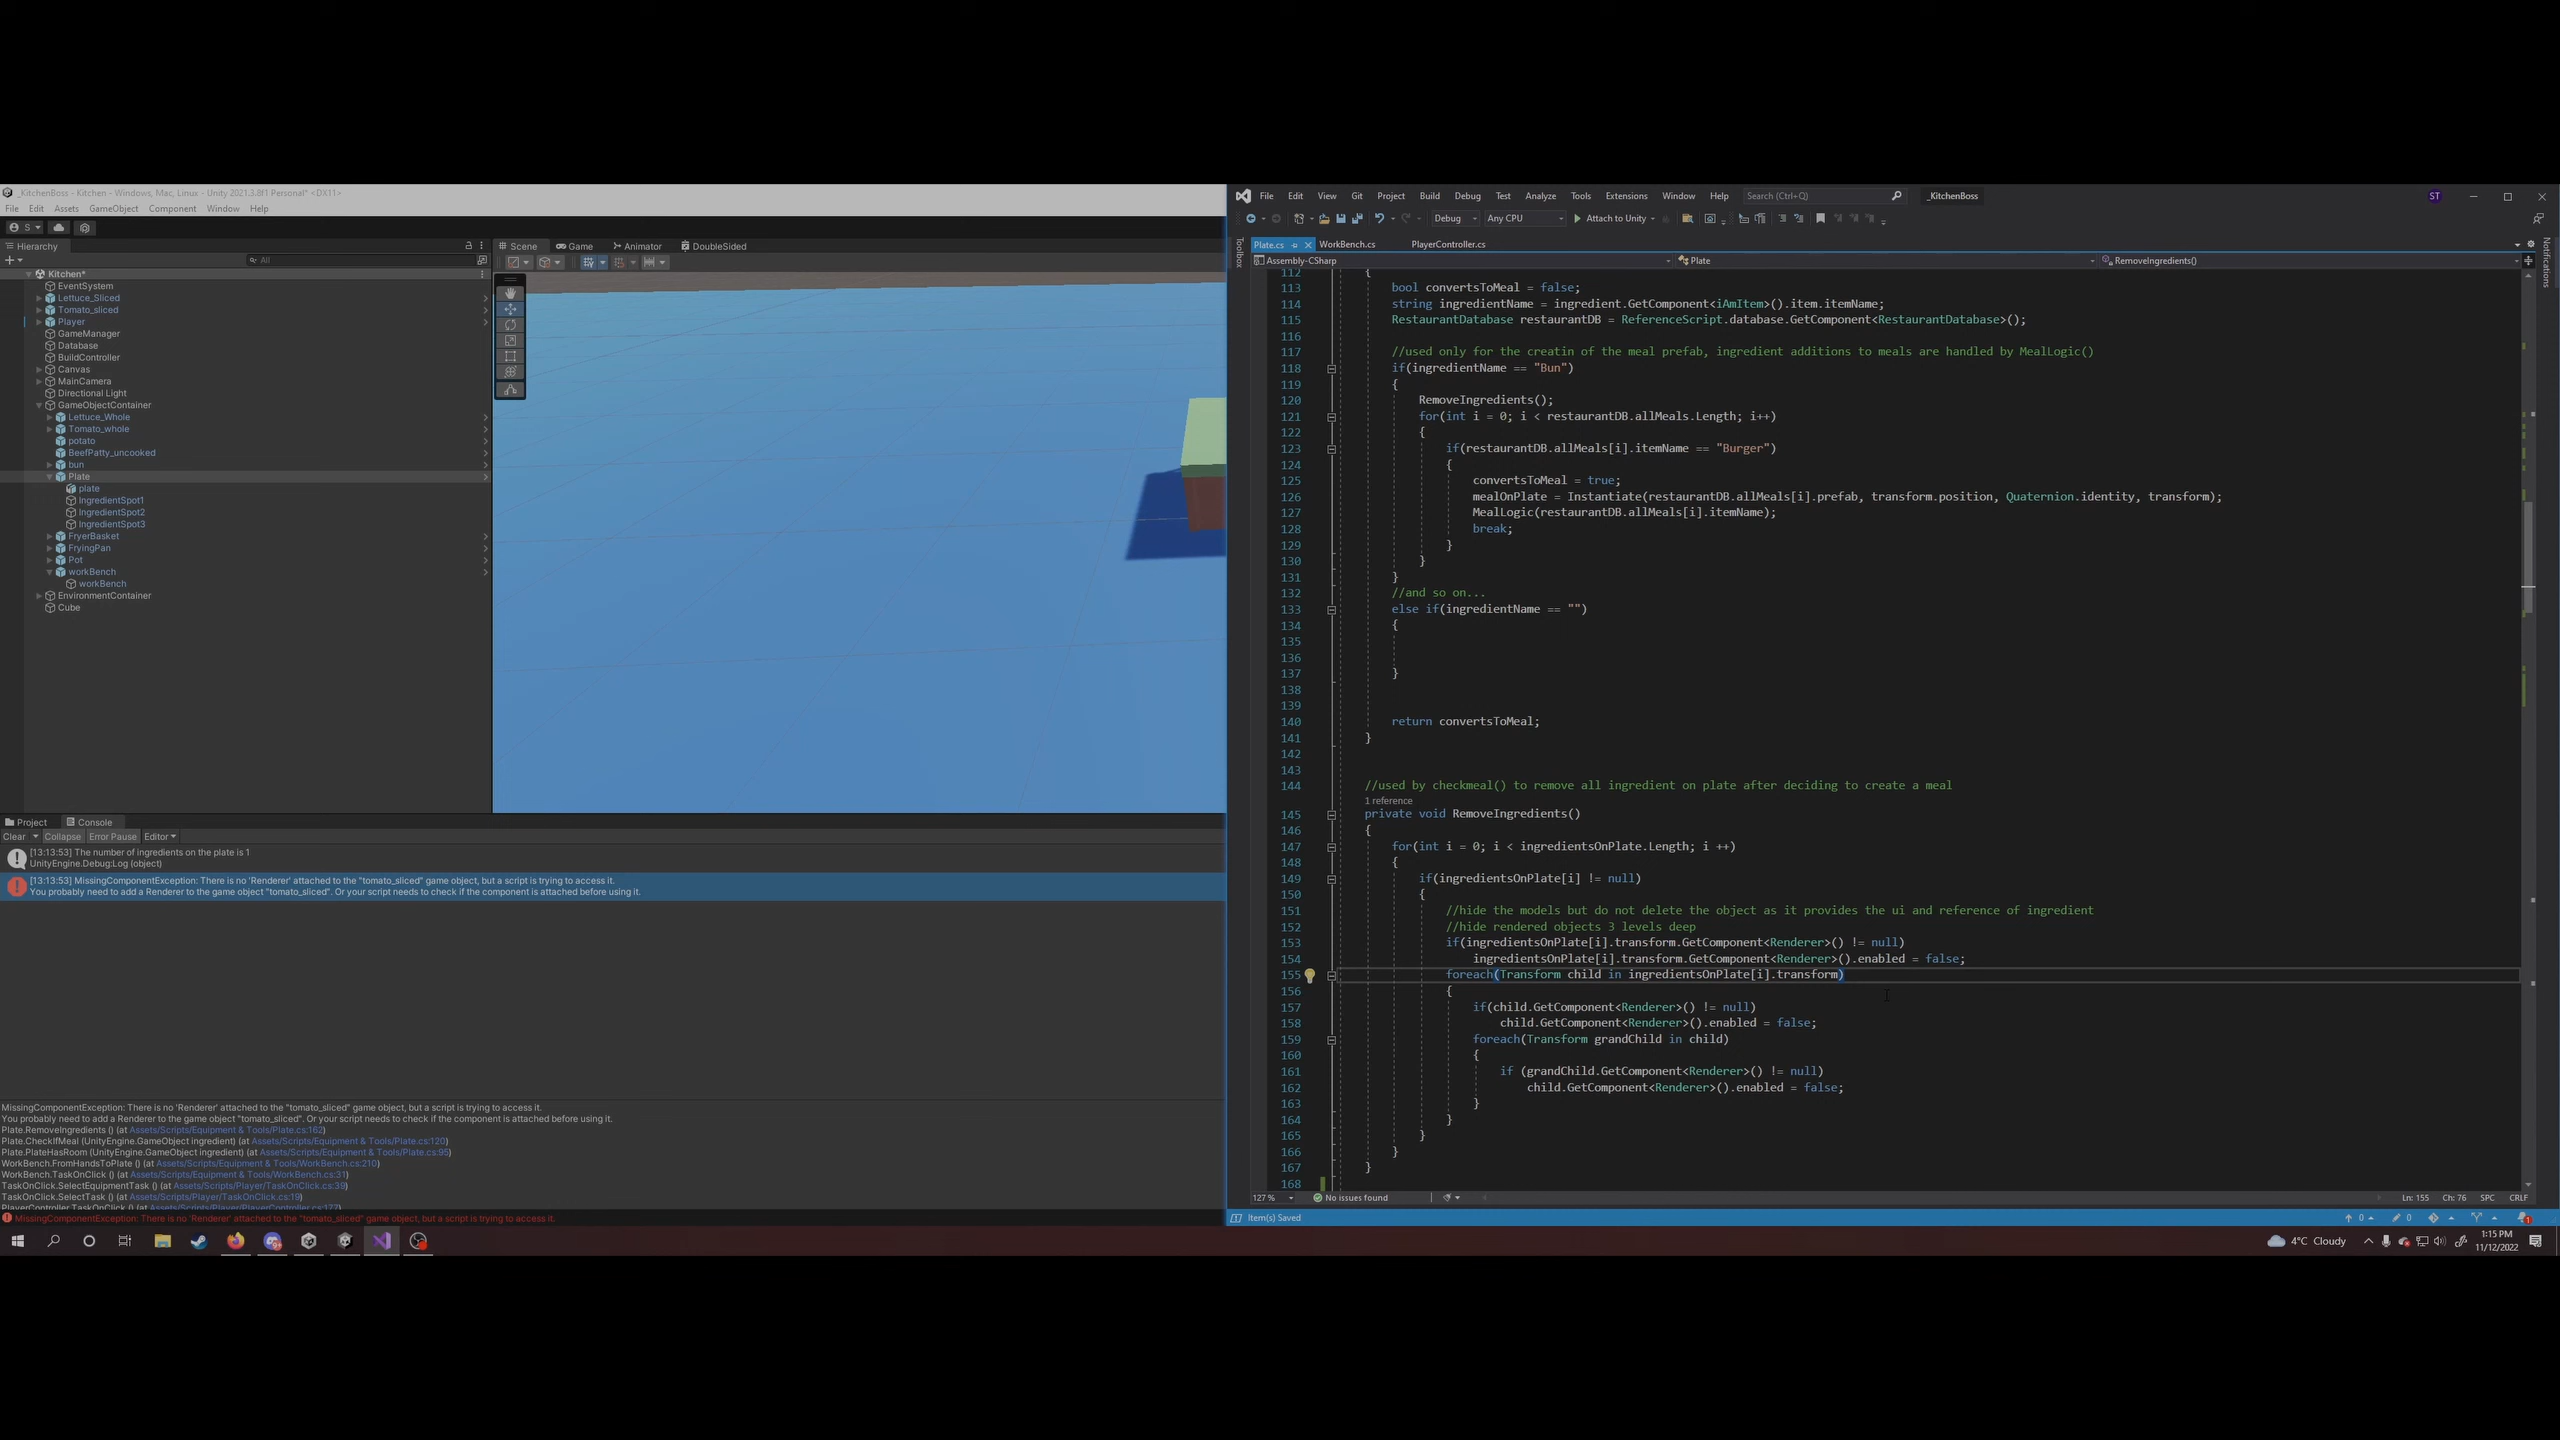 _KitchenBoss - Kitchen - Windows, Mac, Linux - Unity 2021.3.8f1 Personal* <DX11>
File Edit Assets GameObject Component Window Help
S
Hierarchy
All
Kitchen*
EventSystem
Lettuce_Sliced
Tomato_sliced
Player
GameManager
Database
BuildController
Canvas
MainCamera
Directional Light
GameObjectContainer
Lettuce_Whole
Tomato_whole
potato
BeefPatty_uncooked
bun
Plate
plate
IngredientSpot1
IngredientSpot2
IngredientSpot3
FryerBasket
FryingPan
Pot
workBench
workBench
EnvironmentContainer
Cube
Scene Game Animator DoubleSided
Project Console
Clear Collapse Error Pause Editor
[13:13:53] The number of ingredients on the plate is 1
UnityEngine.Debug:Log (object)
[13:13:53] MissingComponentException: There is no 'Renderer' attached to the "tomato_sliced" game object, but a script is trying to access it.
You probably need to add a Renderer to the game object "tomato_sliced". Or your script needs to check if the component is attached before using it.
MissingComponentException: There is no 'Renderer' attached to the "tomato_sliced" game object, but a script is trying to access it.
You probably need to add a Renderer to the game object "tomato_sliced". Or your script needs to check if the component is attached before using it.
Plate.RemoveIngredients () (at Assets/Scripts/Equipment & Tools/Plate.cs:162)
Plate.CheckIfMeal (UnityEngine.GameObject ingredient) (at Assets/Scripts/Equipment & Tools/Plate.cs:120)
Plate.PlateHasRoom (UnityEngine.GameObject ingredient) (at Assets/Scripts/Equipment & Tools/Plate.cs:95)
WorkBench.FromHandsToPlate () (at Assets/Scripts/Equipment & Tools/WorkBench.cs:210)
WorkBench.TaskOnClick () (at Assets/Scripts/Equipment & Tools/WorkBench.cs:31)
TaskOnClick.SelectEquipmentTask () (at Assets/Scripts/Player/TaskOnClick.cs:39)
TaskOnClick.SelectTask () (at Assets/Scripts/Player/TaskOnClick.cs:19)
PlayerController.TaskOnClick () (at Assets/Scripts/Player/PlayerController.cs:177)
MissingComponentException: There is no 'Renderer' attached to the "tomato_sliced" game object, but a script is trying to access it.
File Edit View Git Project Build Debug Test Analyze Tools Extensions Window Help Search (Ctrl+Q) _KitchenBoss ST
Debug Any CPU Attach to Unity
Toolbox
Notifications
Plate.cs WorkBench.cs PlayerController.cs
Assembly-CSharp Plate RemoveIngredients()
112 {
113 bool convertsToMeal = false;
114 string ingredientName = ingredient.GetComponent<iAmItem>().item.itemName;
115 RestaurantDatabase restaurantDB = ReferenceScript.database.GetComponent<RestaurantDatabase>();
116
117 //used only for the creatin of the meal prefab, ingredient additions to meals are handled by MealLogic()
118 if(ingredientName == "Bun")
119 {
120 RemoveIngredients();
121 for(int i = 0; i < restaurantDB.allMeals.Length; i++)
122 {
123 if(restaurantDB.allMeals[i].itemName == "Burger")
124 {
125 convertsToMeal = true;
126 mealOnPlate = Instantiate(restaurantDB.allMeals[i].prefab, transform.position, Quaternion.identity, transform);
127 MealLogic(restaurantDB.allMeals[i].itemName);
128 break;
129 }
130 }
131 }
132 //and so on...
133 else if(ingredientName == "")
134 {
135
136
137 }
138
139
140 return convertsToMeal;
141 }
142
143
144 //used by checkmeal() to remove all ingredient on plate after deciding to create a meal
1 reference
145 private void RemoveIngredients()
146 {
147 for(int i = 0; i < ingredientsOnPlate.Length; i ++)
148 {
149 if(ingredientsOnPlate[i] != null)
150 {
151 //hide the models but do not delete the object as it provides the ui and reference of ingredient
152 //hide rendered objects 3 levels deep
153 if(ingredientsOnPlate[i].transform.GetComponent<Renderer>() != null)
154 ingredientsOnPlate[i].transform.GetComponent<Renderer>().enabled = false;
155 foreach(Transform child in ingredientsOnPlate[i].transform)
156 {
157 if(child.GetComponent<Renderer>() != null)
158 child.GetComponent<Renderer>().enabled = false;
159 foreach(Transform grandChild in child)
160 {
161 if (grandChild.GetComponent<Renderer>() != null)
162 child.GetComponent<Renderer>().enabled = false;
163 }
164 }
165 }
166 }
167 }
168
127 % No issues found Ln: 155 Ch: 76 SPC CRLF
Item(s) Saved 0 0 1
4°C Cloudy 1:15 PM
11/12/2022